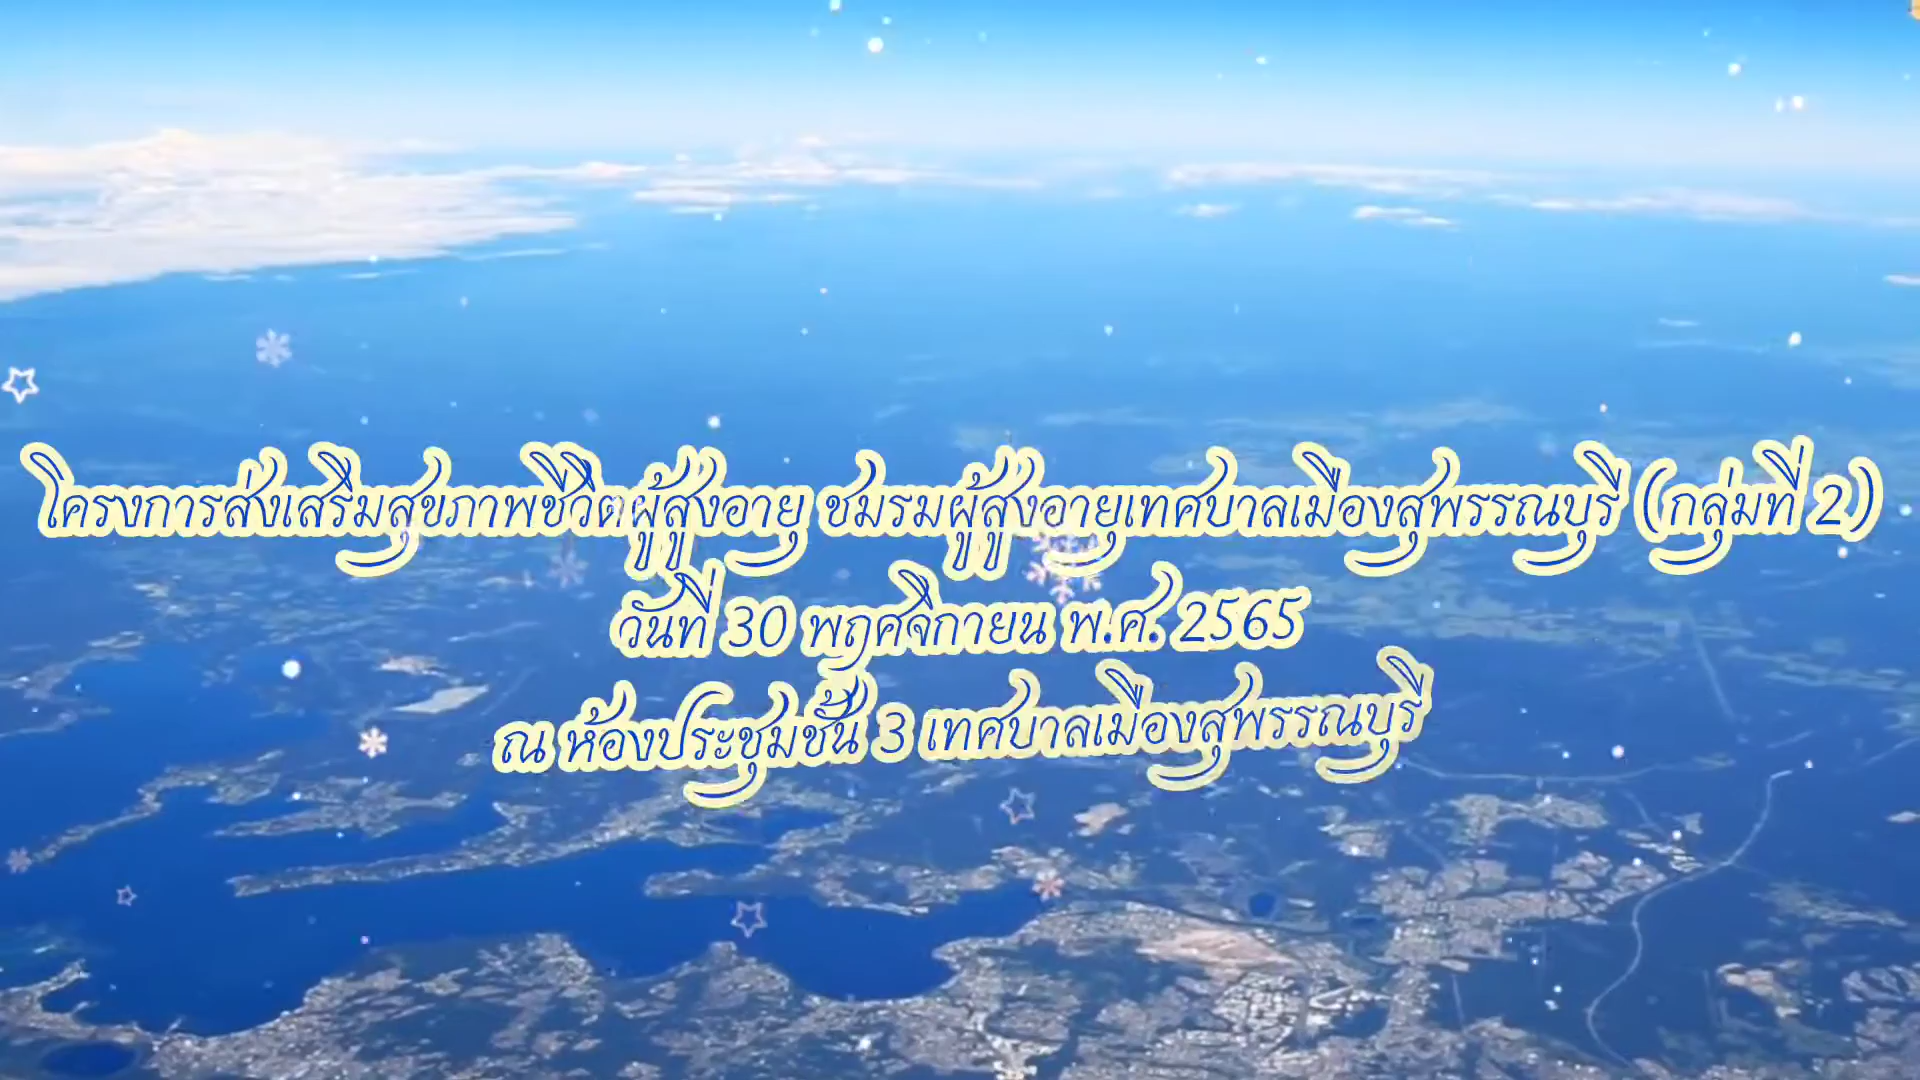 โครงการส่งเสริมสุขภาพชีวิตผู้สูงอายุ ชมรมผู้สูงอายุเทศบาลเมืองสุพรรณบุรี (กลุ่มที่ 2)
วันที่ 30 พฤศจิกายน พ.ศ. 2565
ณ ห้องประชุมชั้น 3 เทศบาลเมืองสุพรรณบุรี